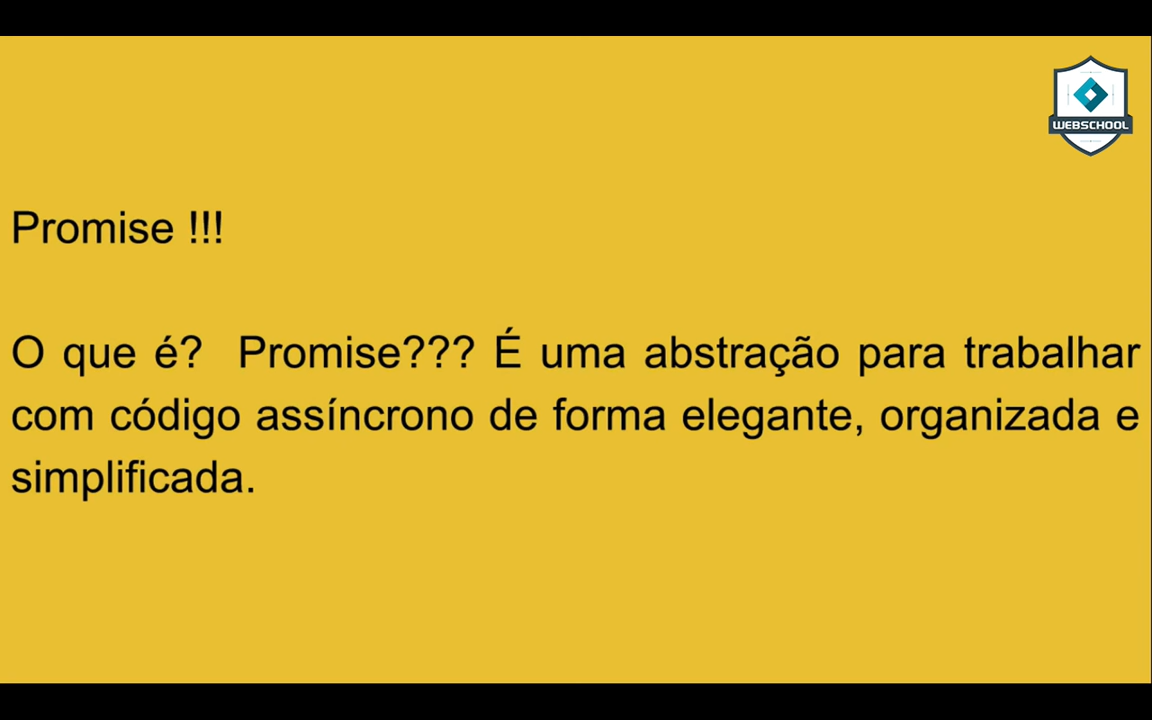 WEBSCHOOL
Promise !!!
O que é?  Promise??? É uma abstração para trabalhar
com código assíncrono de forma elegante, organizada e
simplificada.